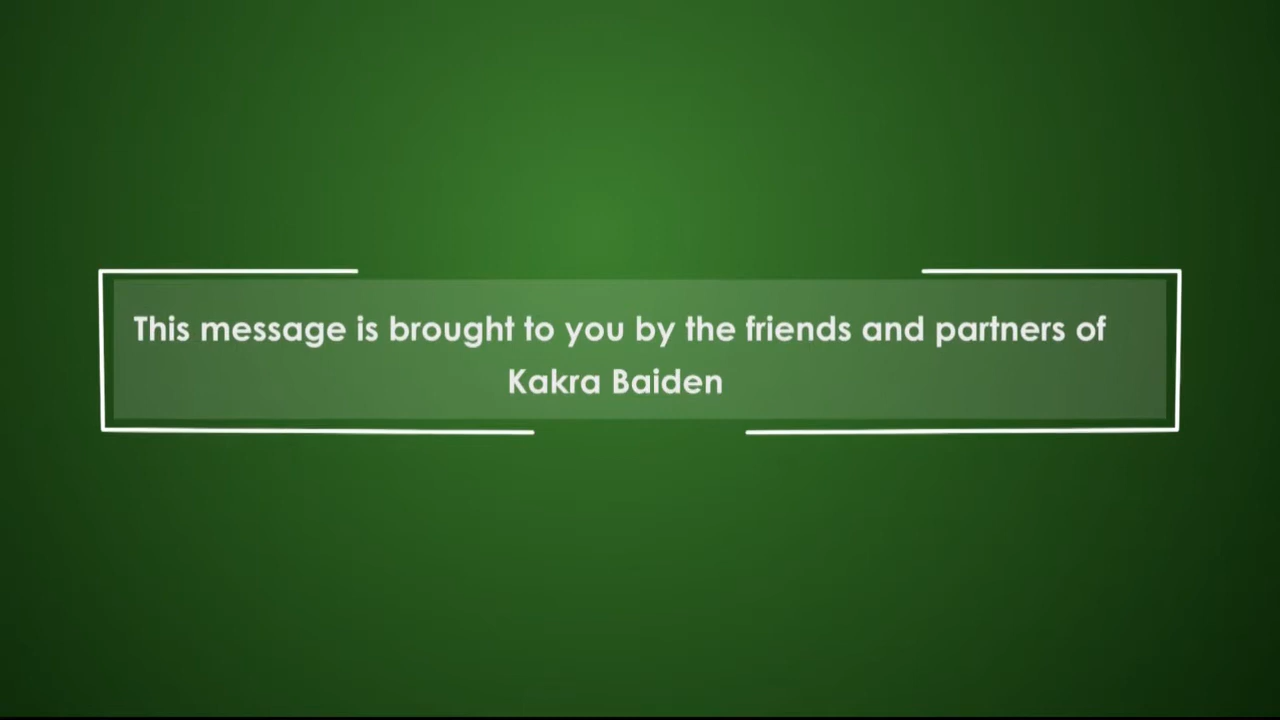 This message is brought to you by the friends and partners of
Kakra Baiden